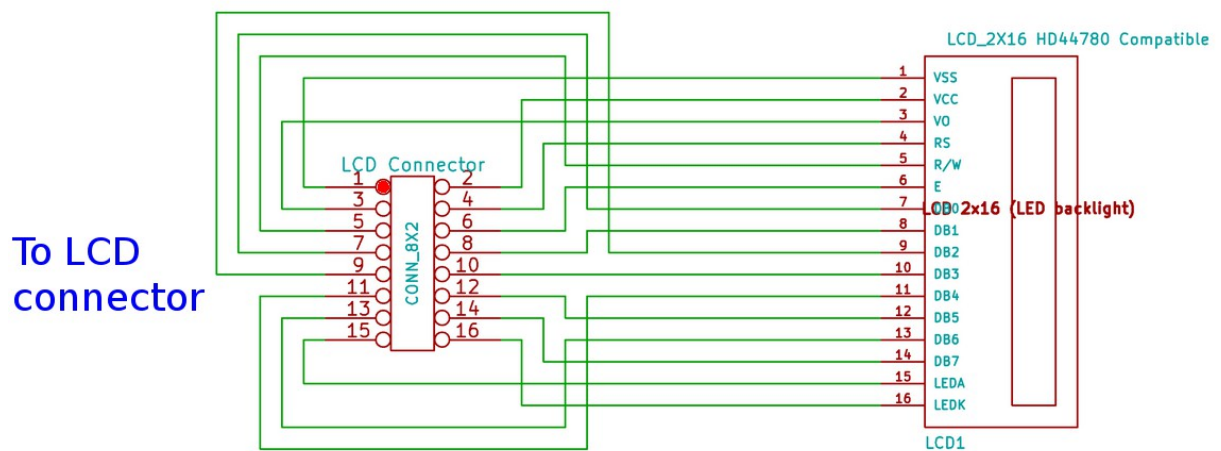 LCD_2X16 HD44780 Compatible
1 VSS
2 VCC
3 VO
4 RS
5 R/W
6 E
7
LCD 2x16 (LED backlight)
8 DB1
9 DB2
10 DB3
11 DB4
12 DB5
13 DB6
14 DB7
15 LEDA
16 LEDK
LCD1
LCD Connector
1 2
3 4
5 6
7 8
9 10
11 12
13 14
15 16
CONN_8X2
To LCD
connector